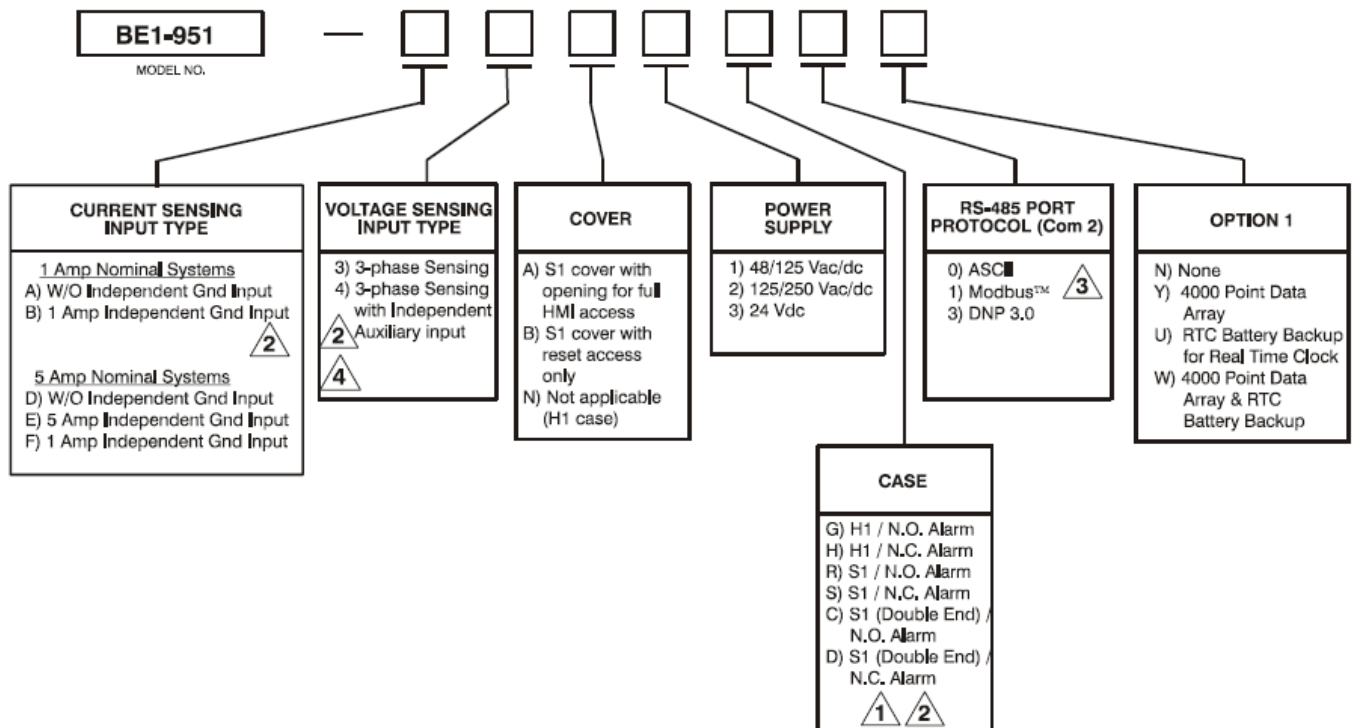 BE1-951 —
MODEL NO.
CURRENT SENSING
INPUT TYPE
1 Amp Nominal Systems
A) W/O Independent Gnd Input
B) 1 Amp Independent Gnd Input
2
5 Amp Nominal Systems
D) W/O Independent Gnd Input
E) 5 Amp Independent Gnd Input
F) 1 Amp Independent Gnd Input
VOLTAGE SENSING
INPUT TYPE
3) 3-phase Sensing
4) 3-phase Sensing
with Independent
2 Auxiliary input
4
COVER
A) S1 cover with
opening for full
HMI access
B) S1 cover with
reset access
only
N) Not applicable
(H1 case)
POWER
SUPPLY
1) 48/125 Vac/dc
2) 125/250 Vac/dc
3) 24 Vdc
CASE
G) H1 / N.O. Alarm
H) H1 / N.C. Alarm
R) S1 / N.O. Alarm
S) S1 / N.C. Alarm
C) S1 (Double End) /
N.O. Alarm
D) S1 (Double End) /
N.C. Alarm
1 2
RS-485 PORT
PROTOCOL (Com 2)
0) ASCII
1) Modbus™ 3
3) DNP 3.0
OPTION 1
N) None
Y) 4000 Point Data
Array
U) RTC Battery Backup
for Real Time Clock
W) 4000 Point Data
Array & RTC
Battery Backup